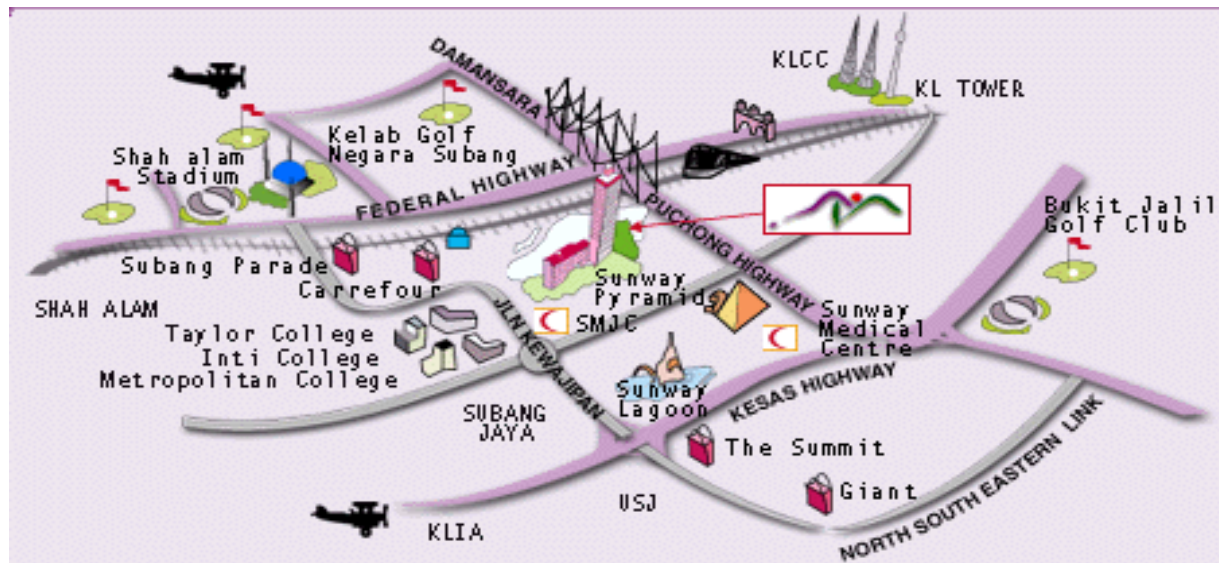 DAMANSARA
KLCC
KL TOWER
Kelab Golf
Negara Subang
Shah alam
Stadium
FEDERAL HIGHWAY
PUCHONG HIGHWAY
Bukit Jalil
Golf Club
Subang Parade
Carrefour
SHAH ALAM
Sunway
Pyramid
SMJC
Sunway
Medical
Centre
JLN KEWAJIPAN
Taylor College
Inti College
Metropolitan College
Sunway
Lagoon
KESAS HIGHWAY
SUBANG
JAYA
The Summit
NORTH SOUTH EASTERN LINK
USJ
Giant
KLIA